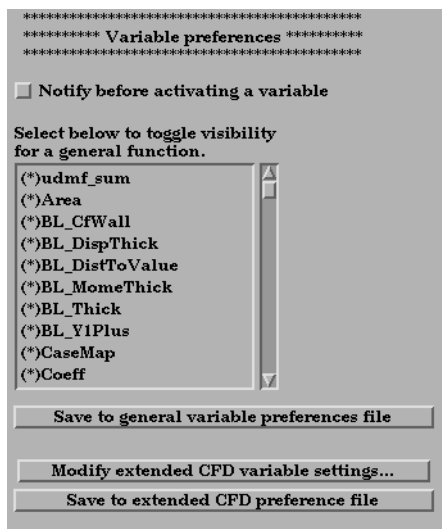 ********************************************
********** Variable preferences **********
********************************************
Notify before activating a variable
Select below to toggle visibility
for a general function.
(*)udmf_sum
(*)Area
(*)BL_CfWall
(*)BL_DispThick
(*)BL_DistToValue
(*)BL_MomeThick
(*)BL_Thick
(*)BL_Y1Plus
(*)CaseMap
(*)Coeff
Save to general variable preferences file
Modify extended CFD variable settings...
Save to extended CFD preference file